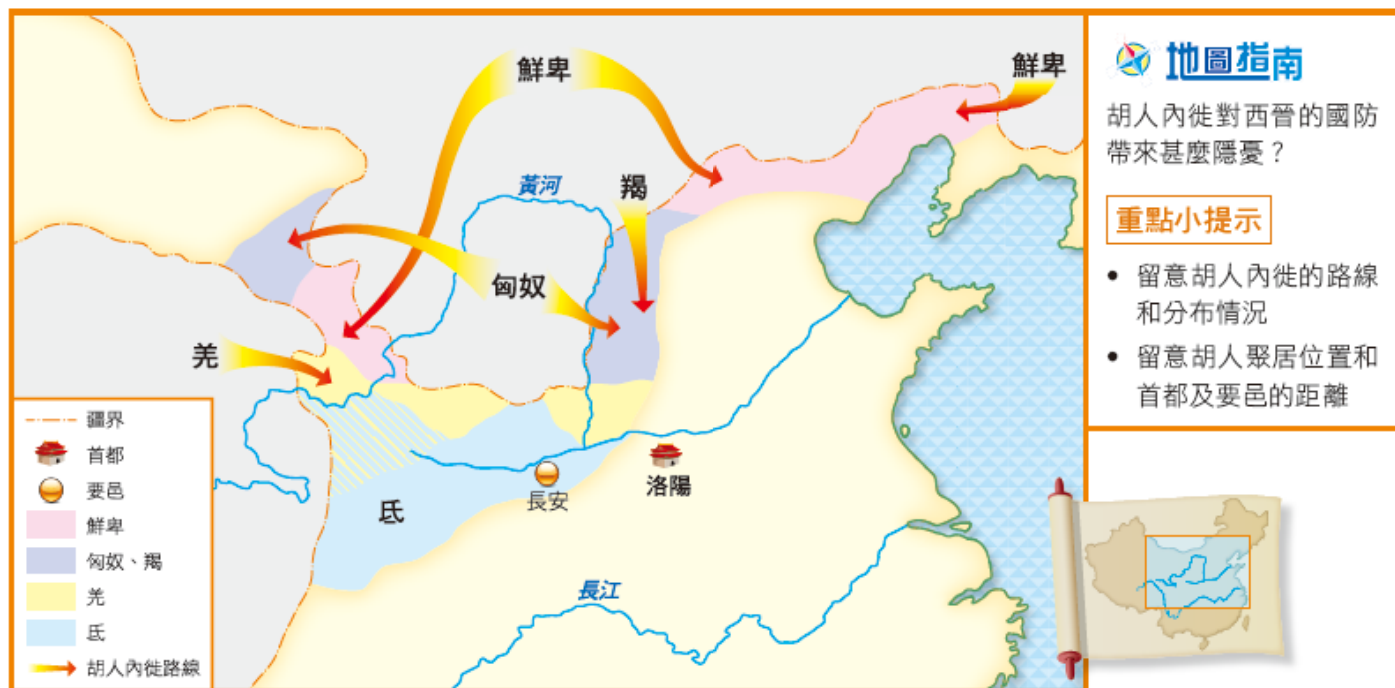 鮮卑
鮮卑
黃河
羯
匈奴
羌
氐
長安
洛陽
長江
疆界
首都
要邑
鮮卑
匈奴、羯
羌
氐
胡人內徙路線
地圖指南
胡人內徙對西晉的國防
帶來甚麼隱憂？
重點小提示
• 留意胡人內徙的路線
和分布情況
• 留意胡人聚居位置和
首都及要邑的距離